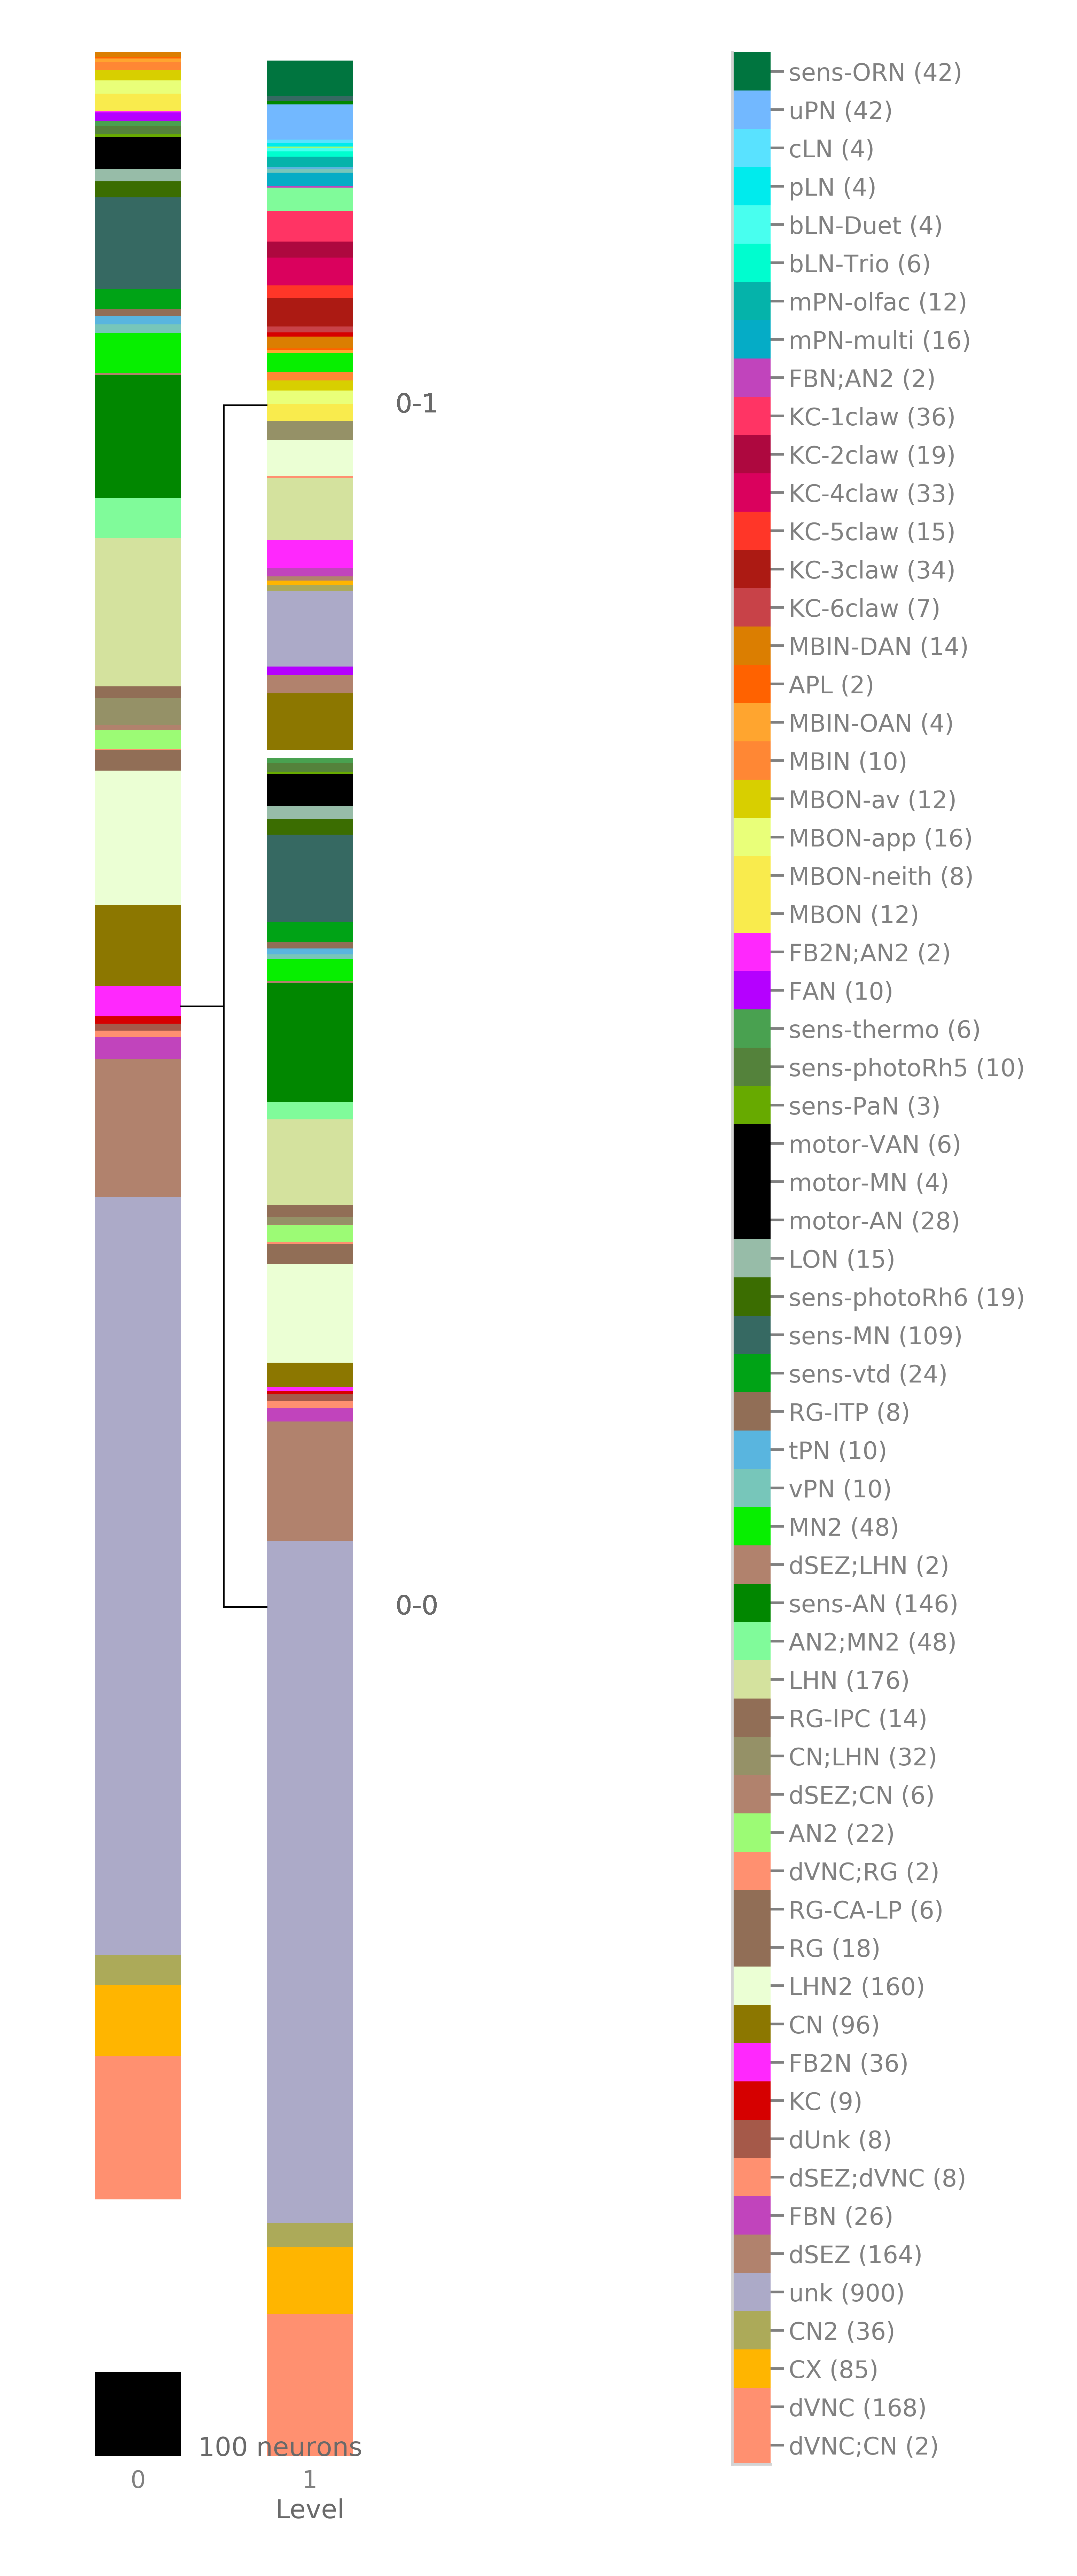 sens-ORN (42)
uPN (42)
cLN (4)
pLN (4)
bLN-Duet (4)
bLN-Trio (6)
mPN-olfac (12)
mPN-multi (16)
FBN;AN2 (2)
0-1
KC-1claw (36)
KC-2claw (19)
KC-4claw (33)
KC-5claw (15)
KC-3claw (34)
KC-6claw (7)
MBIN-DAN (14)
APL (2)
MBIN-OAN (4)
MBIN (10)
MBON-av (12)
MBON-app (16)
MBON-neith (8)
MBON (12)
FB2N;AN2 (2)
FAN (10)
sens-thermo (6)
sens-photoRh5 (10)
sens-PaN (3)
motor-VAN (6)
motor-MN (4)
motor-AN (28)
LON (15)
sens-photoRh6 (19)
sens-MN (109)
sens-vtd (24)
RG-ITP (8)
tPN (10)
vPN (10)
MN2 (48)
dSEZ;LHN (2)
sens-AN (146)
0-0
AN2;MN2 (48)
LHN (176)
RG-IPC (14)
CN;LHN (32)
dSEZ;CN (6)
AN2 (22)
dVNC;RG (2)
RG-CA-LP (6)
RG (18)
LHN2 (160)
CN (96)
FB2N (36)
KC (9)
dUnk (8)
dSEZ;dVNC (8)
FBN (26)
dSEZ (164)
unk (900)
CN2 (36)
CX (85)
dVNC (168)
dVNC;CN (2)
100 neurons
0 1
Level